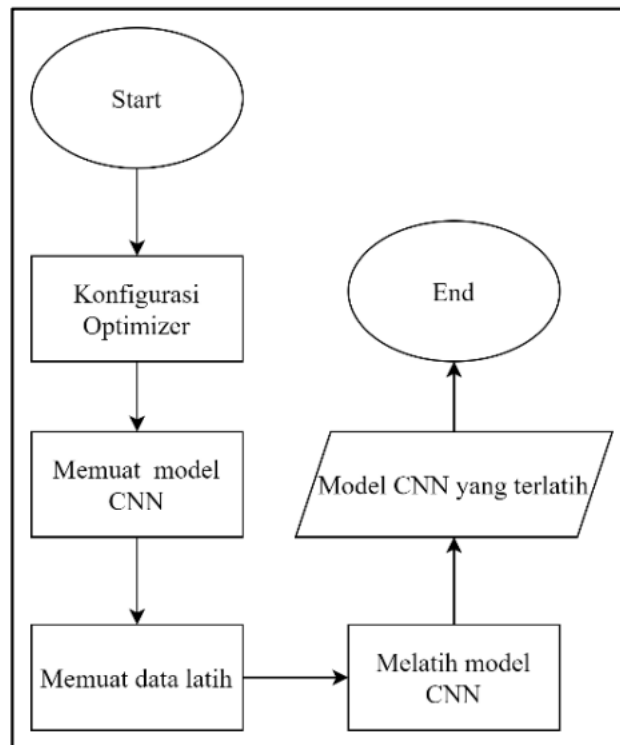 Start
Konfigurasi
Optimizer
Memuat model
CNN
Memuat data latih
Melatih model
CNN
Model CNN yang terlatih
End